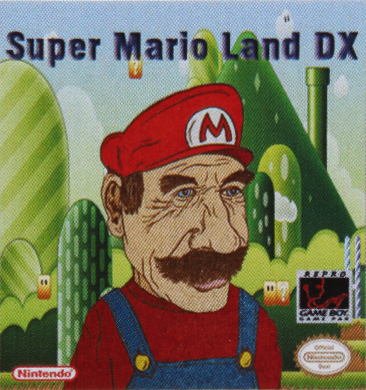 Super Mario Land DX
M
?
REPRO
GAME BOY
GAME PAK
Nintendo
Official
Nintendo
Seal